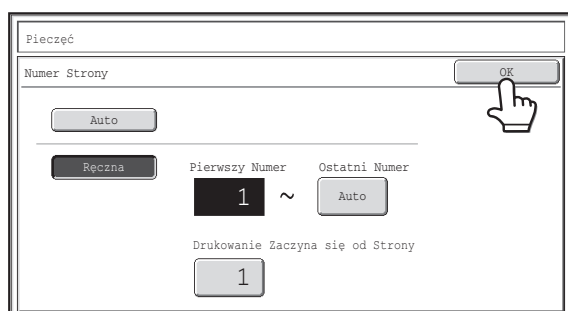 Pieczęć
Numer Strony
OK
Auto
Ręczna
Pierwszy Numer
Ostatni Numer
1 ~ Auto
Drukowanie Zaczyna się od Strony
1